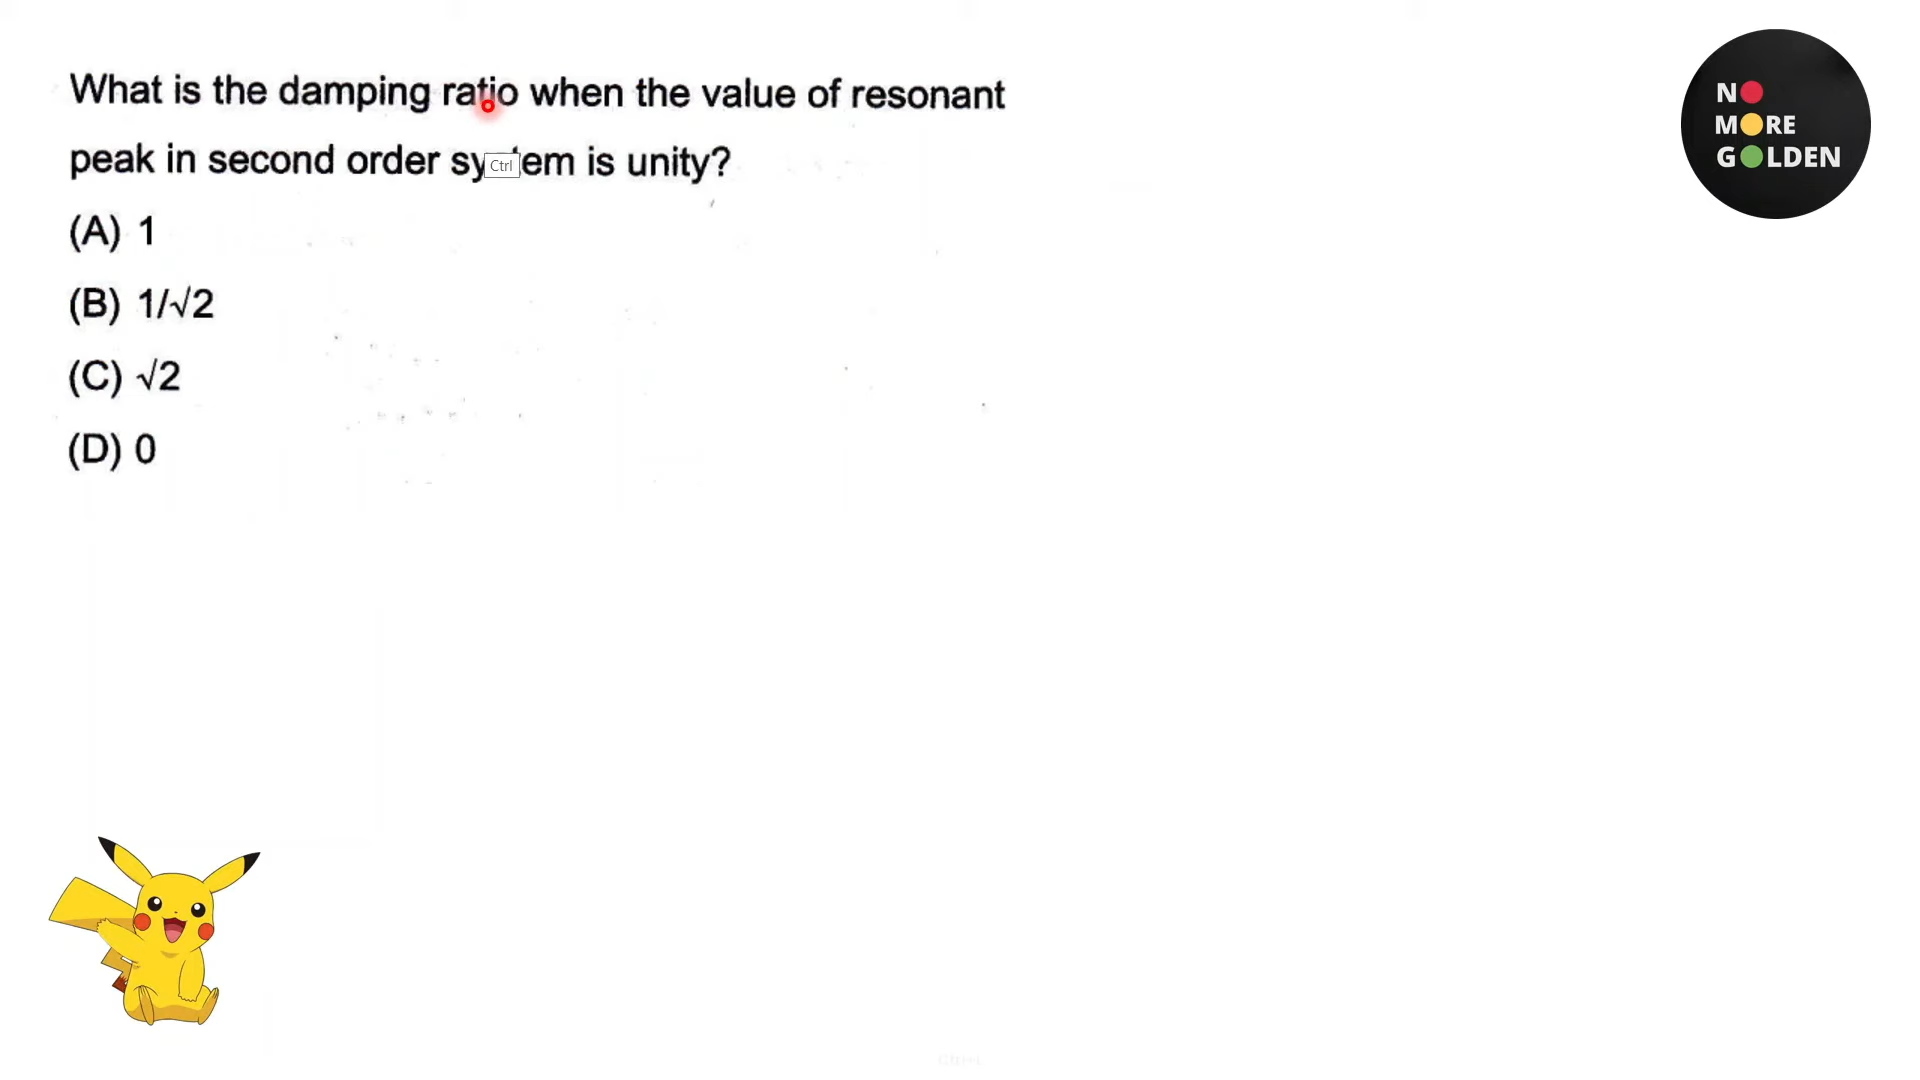 What is the damping ratio when the value of resonant
peak in second order system is unity?
Ctrl
(A) 1
(B) 1/√2
(C) √2
(D) 0
NO
MORE
GOLDEN